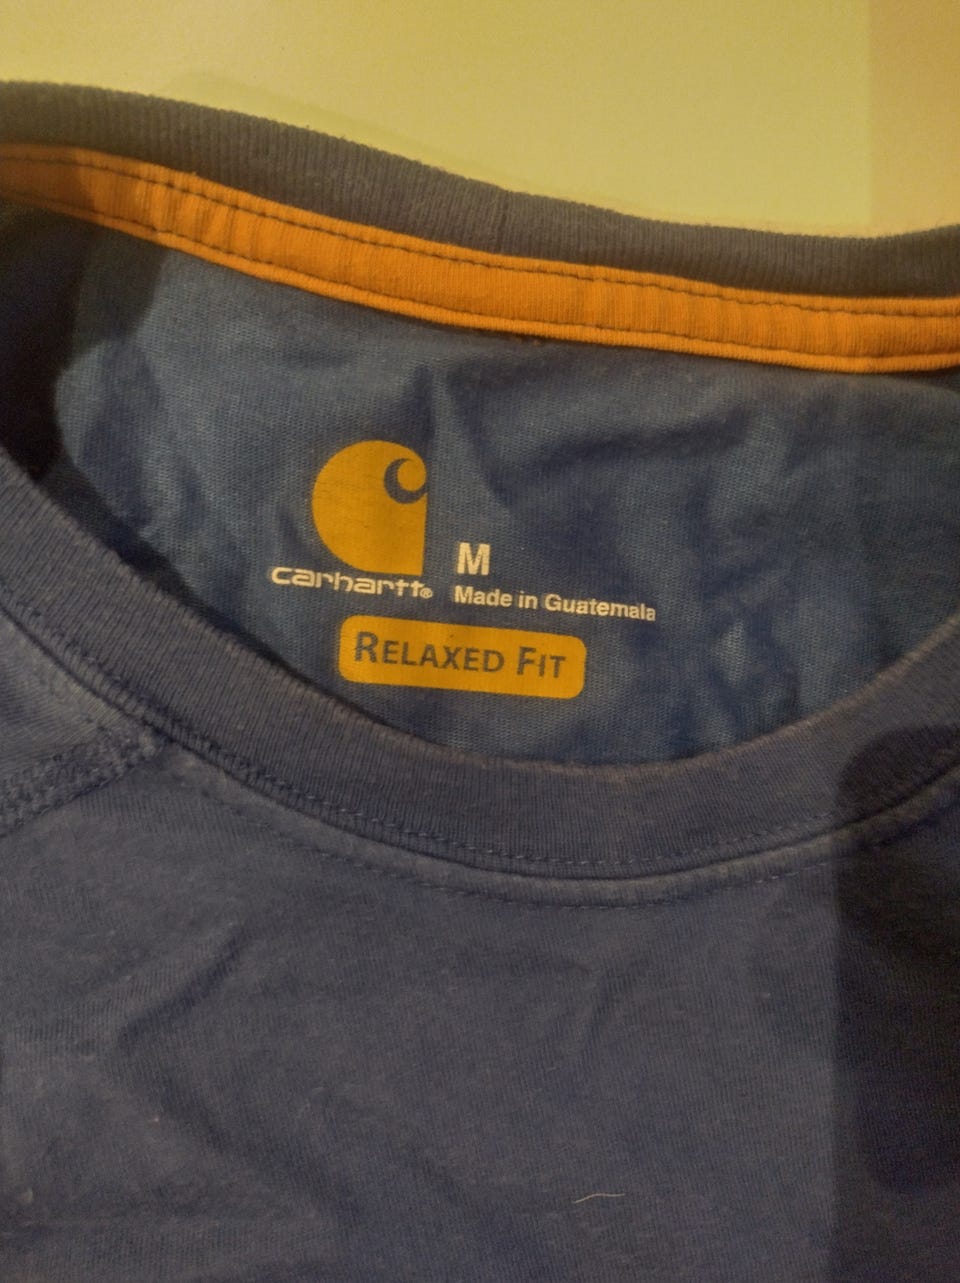 carhartt®
M
Made in Guatemala
RELAXED FIT